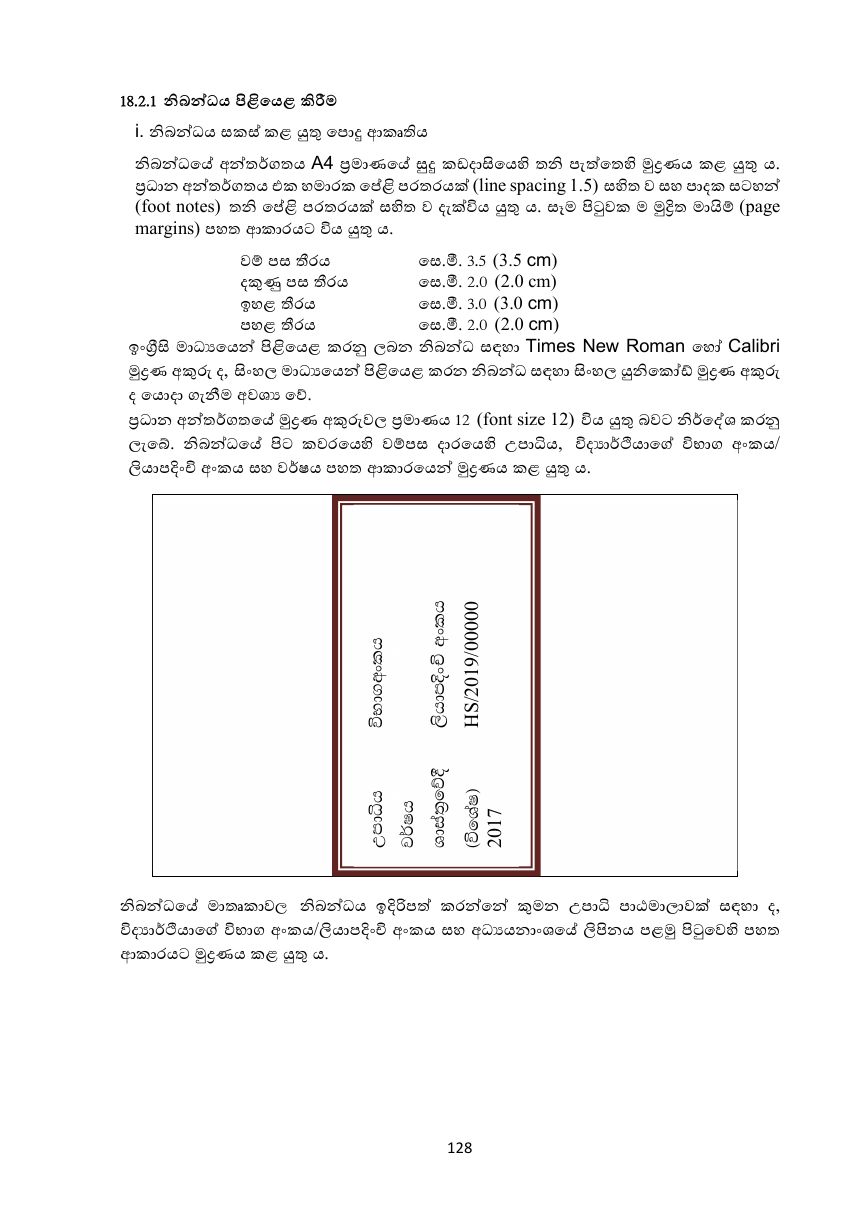 18.2.1 නිබන්ධය පිළියෙළ කිරීම
i. නිබන්ධය සකස් කළ යුතු පොදු ආකෘතිය
නිබන්ධයේ අන්තර්ගතය A4 ප්‍රමාණයේ සුදු කඩදාසියෙහි තනි පැත්තෙහි මුද්‍රණය කළ යුතු ය.
ප්‍රධාන අන්තර්ගතය එක හමාරක පේළි පරතරයක් (line spacing 1.5) සහිත ව සහ පාදක සටහන්
(foot notes) තනි පේළි පරතරයක් සහිත ව දැක්විය යුතු ය. සෑම පිටුවක ම මුද්‍රිත මායිම් (page
margins) පහත ආකාරයට විය යුතු ය.
වම් පස තීරය සෙ.මී. 3.5 (3.5 cm)
දකුණු පස තීරය සෙ.මී. 2.0 (2.0 cm)
ඉහළ තීරය සෙ.මී. 3.0 (3.0 cm)
පහළ තීරය සෙ.මී. 2.0 (2.0 cm)
ඉංග්‍රීසි මාධ්‍යයෙන් පිළියෙළ කරනු ලබන නිබන්ධ සඳහා Times New Roman හෝ Calibri
මුද්‍රණ අකුරු ද, සිංහල මාධ්‍යයෙන් පිළියෙළ කරන නිබන්ධ සඳහා සිංහල යුනිකෝඩ් මුද්‍රණ අකුරු
ද යොදා ගැනීම අවශ්‍ය වේ.
ප්‍රධාන අන්තර්ගතයේ මුද්‍රණ අකුරුවල ප්‍රමාණය 12 (font size 12) විය යුතු බවට නිර්දේශ කරනු
ලැබේ. නිබන්ධයේ පිට කවරයෙහි වම්පස දාරයෙහි උපාධිය, විද්‍යාර්ථියාගේ විභාග අංකය/
ලියාපදිංචි අංකය සහ වර්ෂය පහත ආකාරයෙන් මුද්‍රණය කළ යුතු ය.
උපාධිය විභාගඅංකය
වර්ෂය
ශාස්ත්‍රවේදී ලියාපදිංචි අංකය
(විශේෂ) HS/2019/00000
2017
නිබන්ධයේ මාතෘකාවල නිබන්ධය ඉදිරිපත් කරන්නේ කුමන උපාධි පාඨමාලාවක් සඳහා ද,
විද්‍යාර්ථියාගේ විභාග අංකය/ලියාපදිංචි අංකය සහ අධ්‍යයනාංශයේ ලිපිනය පළමු පිටුවෙහි පහත
ආකාරයට මුද්‍රණය කළ යුතු ය.
128